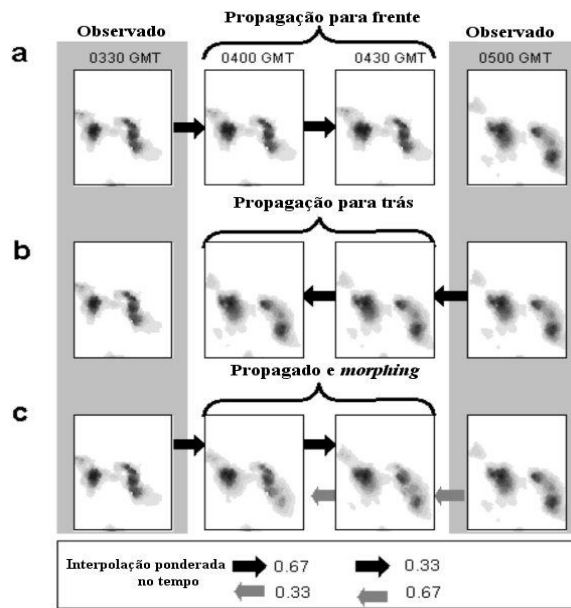 Propagação para frente
Observado
Observado
a
0330 GMT
0400 GMT
0430 GMT
0500 GMT
Propagação para trás
b
Propagado e morphing
c
Interpolação ponderada
no tempo
0.67
0.33
0.33
0.67